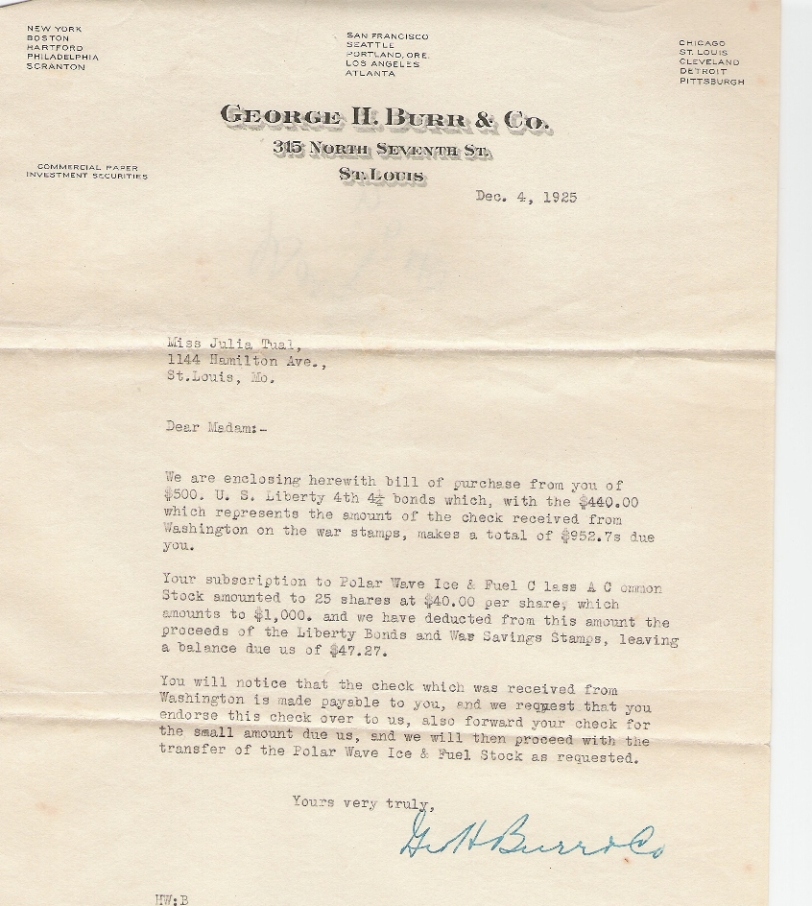 NEW YORK
BOSTON
HARTFORD
PHILADELPHIA
SCRANTON
SAN FRANCISCO
SEATTLE
PORTLAND, ORE.
LOS ANGELES
ATLANTA
CHICAGO
ST. LOUIS
CLEVELAND
DETROIT
PITTSBURGH
GEORGE H. BURR & CO.
315 NORTH SEVENTH ST.
ST. LOUIS
COMMERCIAL PAPER
INVESTMENT SECURITIES
Dec. 4, 1925
Miss Julia Tual,
1144 Hamilton Ave.,
St.Louis, Mo.
Dear Madam:-
We are enclosing herewith bill of purchase from you of
$500. U. S. Liberty 4th 4¼ bonds which, with the $440.00
which represents the amount of the check received from
Washington on the war stamps, makes a total of $952.7s due
you.
Your subscription to Polar Wave Ice & Fuel C lass A C ommon
Stock amounted to 25 shares at $40.00 per share, which
amounts to $1,000. and we have deducted from this amount the
proceeds of the Liberty Bonds and War Savings Stamps, leaving
a balance due us of $47.27.
You will notice that the check which was received from
Washington is made payable to you, and we request that you
endorse this check over to us, also forward your check for
the small amount due us, and we will then proceed with the
transfer of the Polar Wave Ice & Fuel Stock as requested.
Yours very truly,
Geo H Burr & Co
HW:B